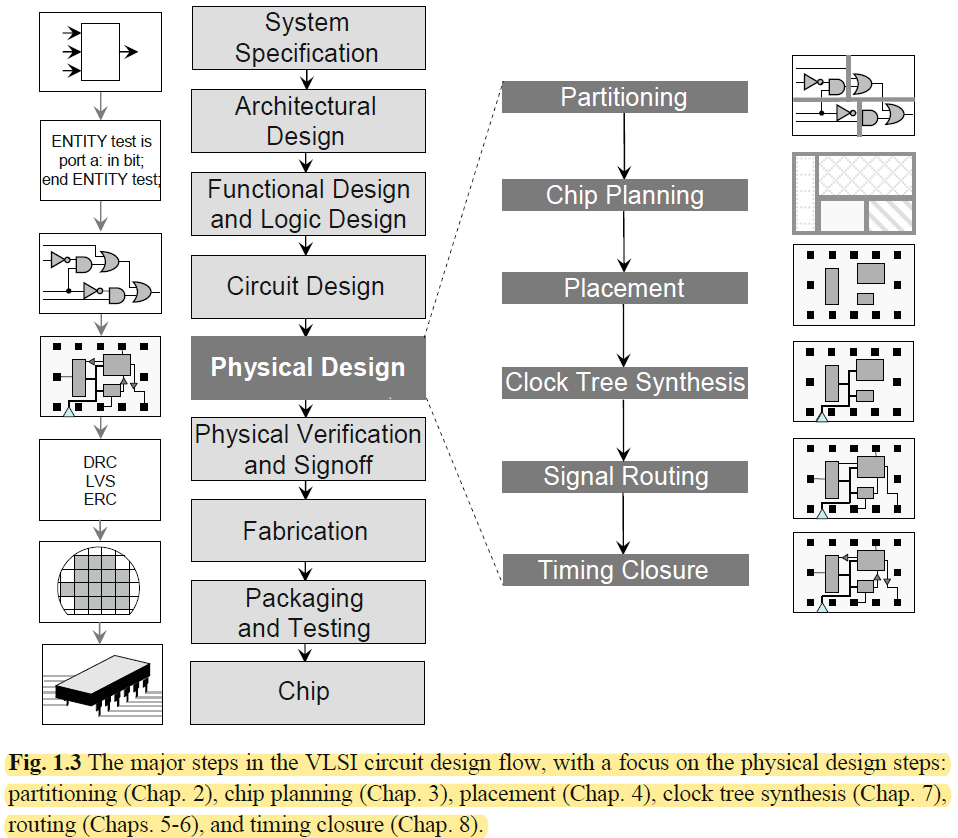 System
Specification
Architectural
Design
Functional Design
and Logic Design
Circuit Design
Physical Design
Physical Verification
and Signoff
Fabrication
Packaging
and Testing
Chip
ENTITY test is
port a: in bit;
end ENTITY test;
DRC
LVS
ERC
Partitioning
Chip Planning
Placement
Clock Tree Synthesis
Signal Routing
Timing Closure
Fig. 1.3 The major steps in the VLSI circuit design flow, with a focus on the physical design steps:
partitioning (Chap. 2), chip planning (Chap. 3), placement (Chap. 4), clock tree synthesis (Chap. 7),
routing (Chaps. 5-6), and timing closure (Chap. 8).